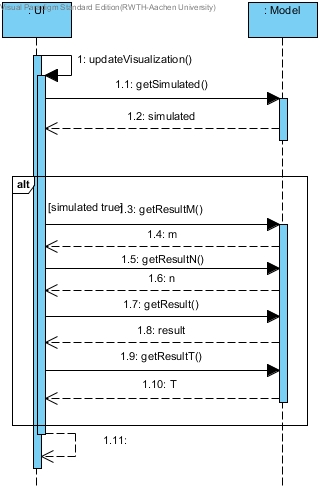 Visual Paradigm Standard Edition(RWTH-Aachen University)
: UI
: Model
1: updateVisualization()
1.1: getSimulated()
1.2: simulated
alt
[simulated true]
1.3: getResultM()
1.4: m
1.5: getResultN()
1.6: n
1.7: getResult()
1.8: result
1.9: getResultT()
1.10: T
1.11: